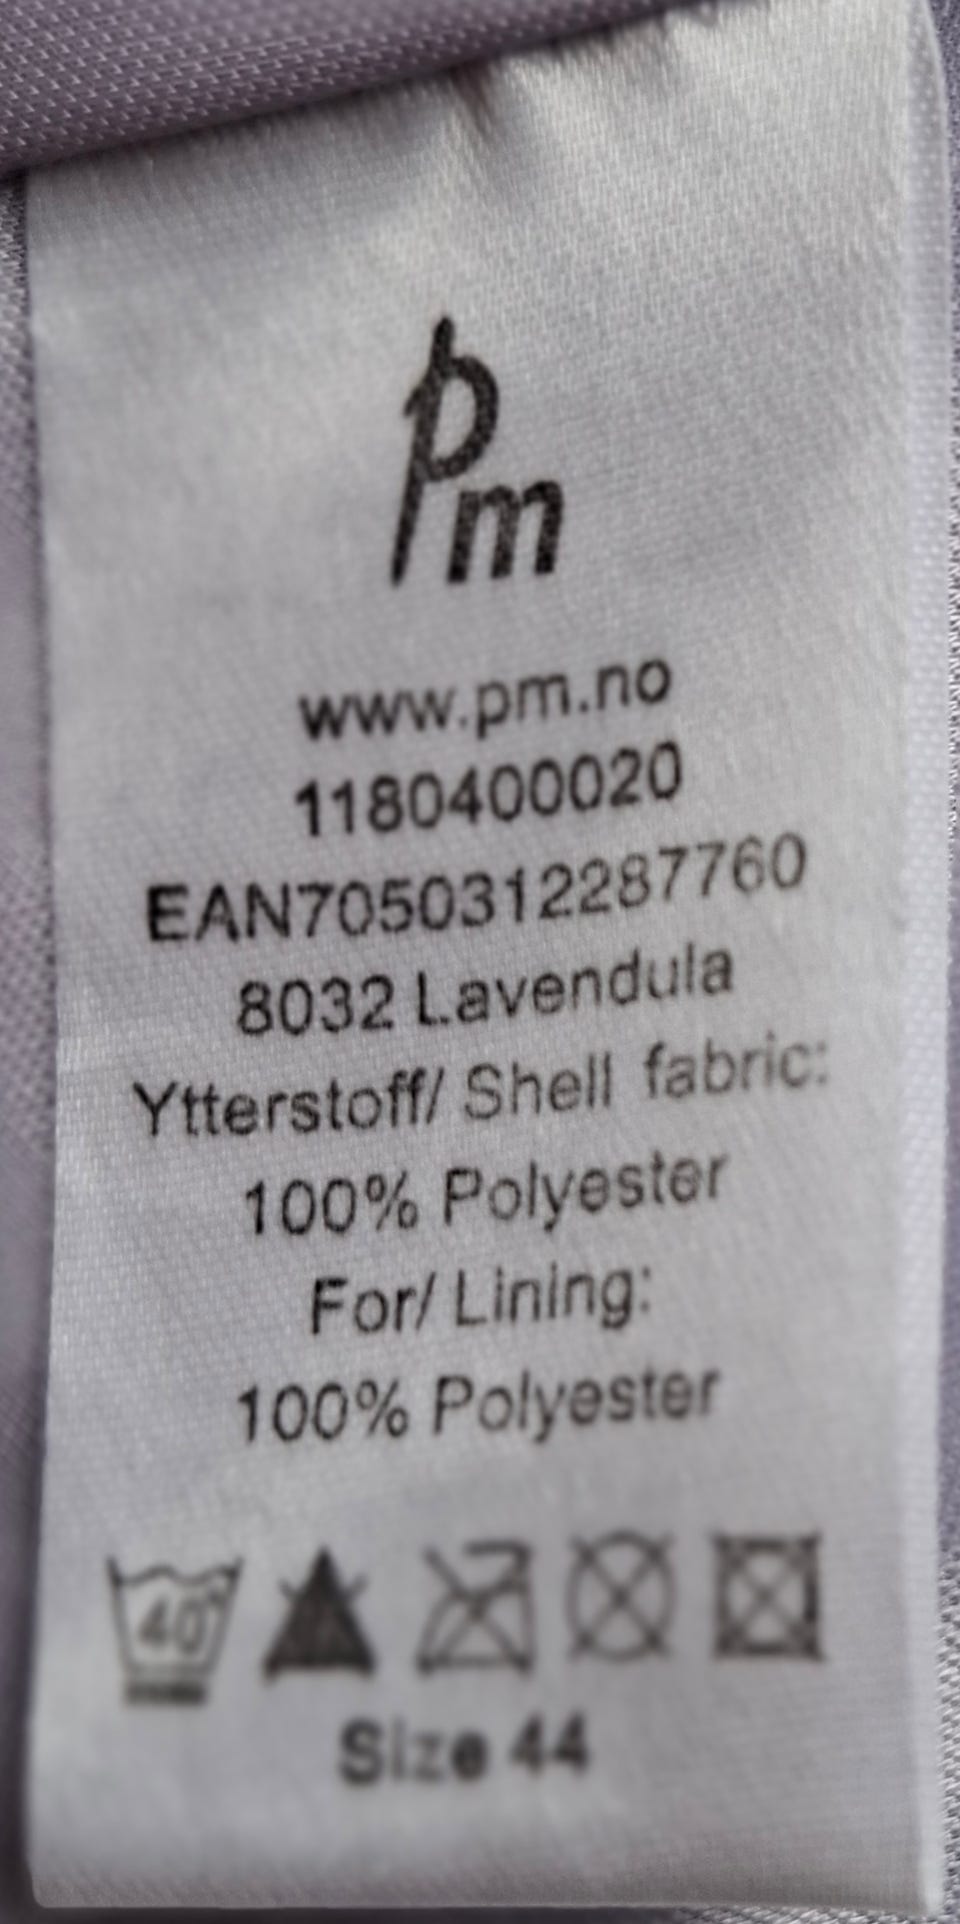 Pm
www.pm.no
1180400020
EAN7050312287760
8032 Lavendula
Ytterstoff/ Shell fabric:
100% Polyester
For/ Lining:
100% Polyester
40°
Size 44